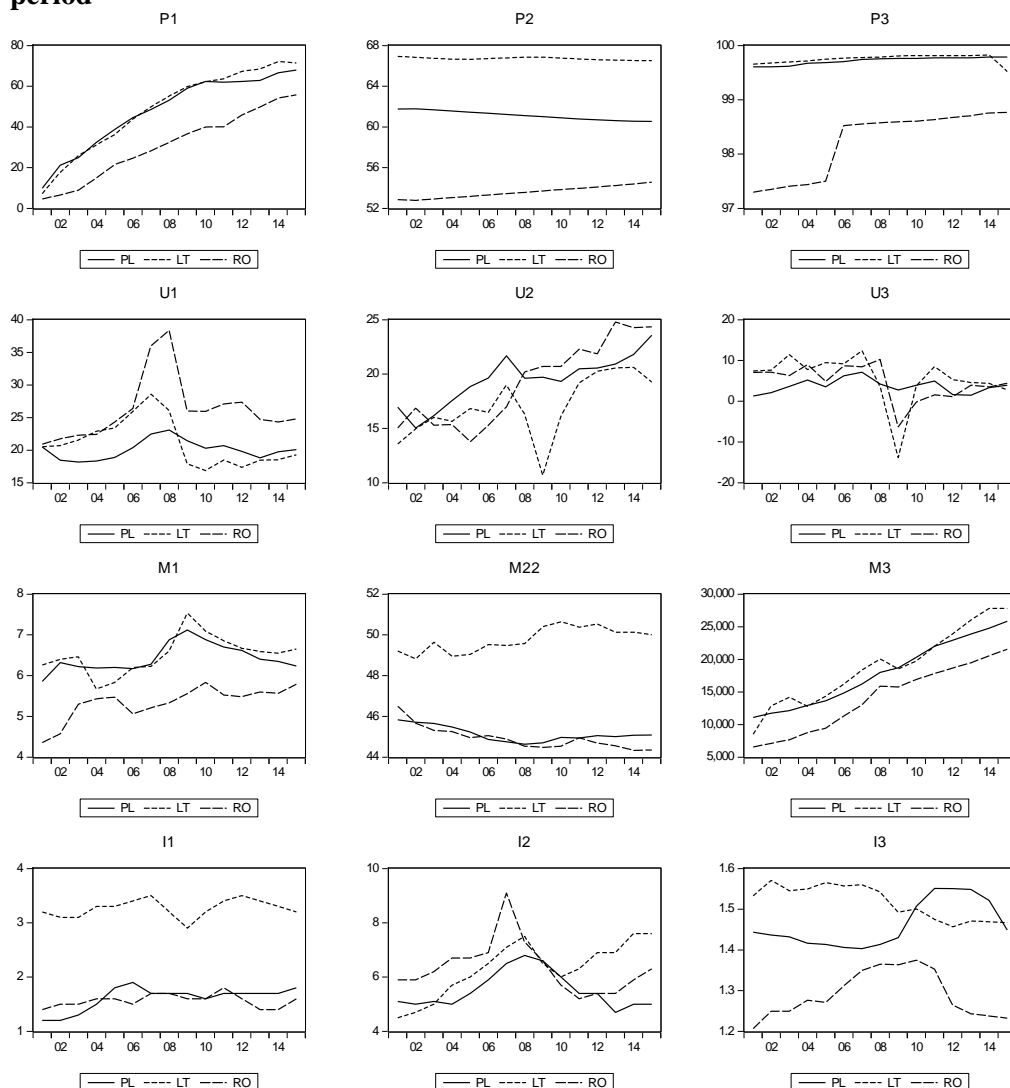 period
P1
80
60
40
20
0
02 04 06 08 10 12 14
PL LT RO
P2
68
64
60
56
52
02 04 06 08 10 12 14
PL LT RO
P3
100
99
98
97
02 04 06 08 10 12 14
PL LT RO
U1
40
35
30
25
20
15
02 04 06 08 10 12 14
PL LT RO
U2
25
20
15
10
02 04 06 08 10 12 14
PL LT RO
U3
20
10
0
-10
-20
02 04 06 08 10 12 14
PL LT RO
M1
8
7
6
5
4
02 04 06 08 10 12 14
PL LT RO
M22
52
50
48
46
44
02 04 06 08 10 12 14
PL LT RO
M3
30,000
25,000
20,000
15,000
10,000
5,000
02 04 06 08 10 12 14
PL LT RO
I1
4
3
2
1
02 04 06 08 10 12 14
PL LT RO
I2
10
8
6
4
02 04 06 08 10 12 14
PL LT RO
I3
1.6
1.5
1.4
1.3
1.2
02 04 06 08 10 12 14
PL LT RO